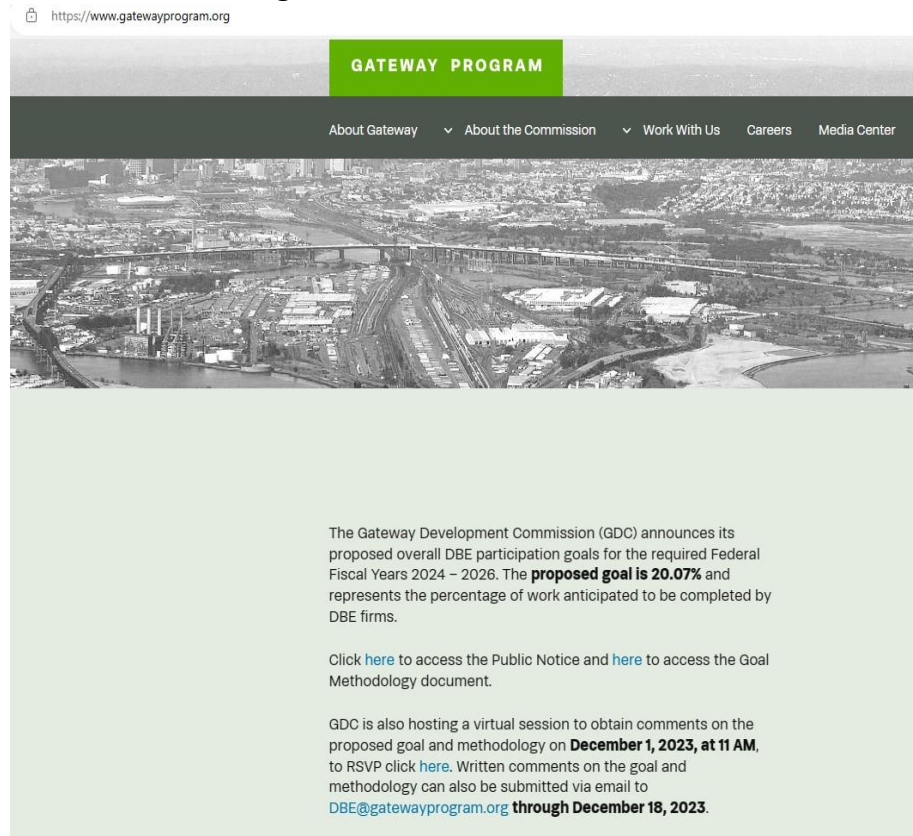 https://www.gatewayprogram.org
GATEWAY PROGRAM
About Gateway About the Commission Work With Us Careers Media Center
The Gateway Development Commission (GDC) announces its
proposed overall DBE participation goals for the required Federal
Fiscal Years 2024 – 2026. The proposed goal is 20.07% and
represents the percentage of work anticipated to be completed by
DBE firms.
Click here to access the Public Notice and here to access the Goal
Methodology document.
GDC is also hosting a virtual session to obtain comments on the
proposed goal and methodology on December 1, 2023, at 11 AM,
to RSVP click here. Written comments on the goal and
methodology can also be submitted via email to
DBE@gatewayprogram.org through December 18, 2023.